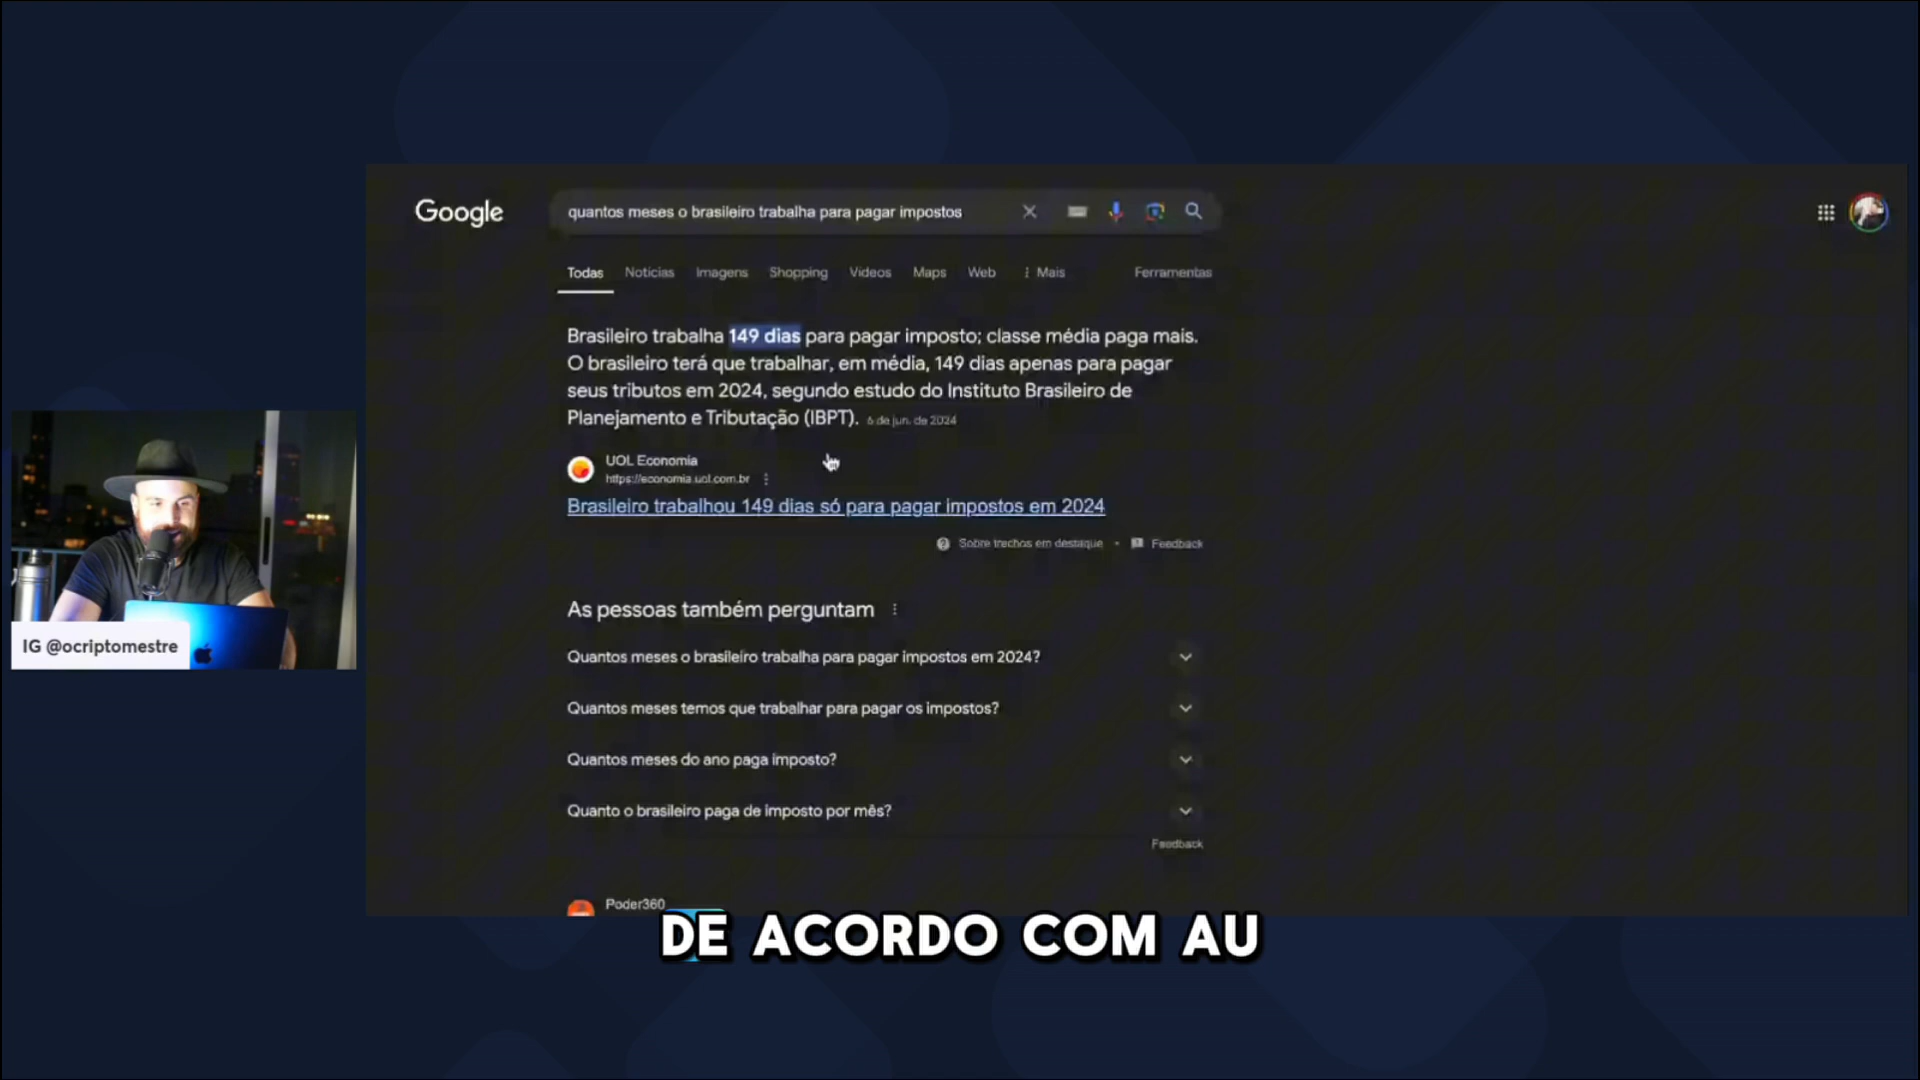 Google
quantos meses o brasileiro trabalha para pagar impostos
Todas Notícias Imagens Shopping Vídeos Maps Web Mais Ferramentas
Brasileiro trabalha 149 dias para pagar imposto; classe média paga mais.
O brasileiro terá que trabalhar, em média, 149 dias apenas para pagar
seus tributos em 2024, segundo estudo do Instituto Brasileiro de
Planejamento e Tributação (IBPT). 6 de jun. de 2024
UOL Economia
https://economia.uol.com.br
Brasileiro trabalhou 149 dias só para pagar impostos em 2024
Sobre trechos em destaque Feedback
As pessoas também perguntam
Quantos meses o brasileiro trabalha para pagar impostos em 2024?
Quantos meses temos que trabalhar para pagar os impostos?
Quantos meses do ano paga imposto?
Quanto o brasileiro paga de imposto por mês?
Feedback
Poder360
IG @ocriptomestre
DE ACORDO COM AU